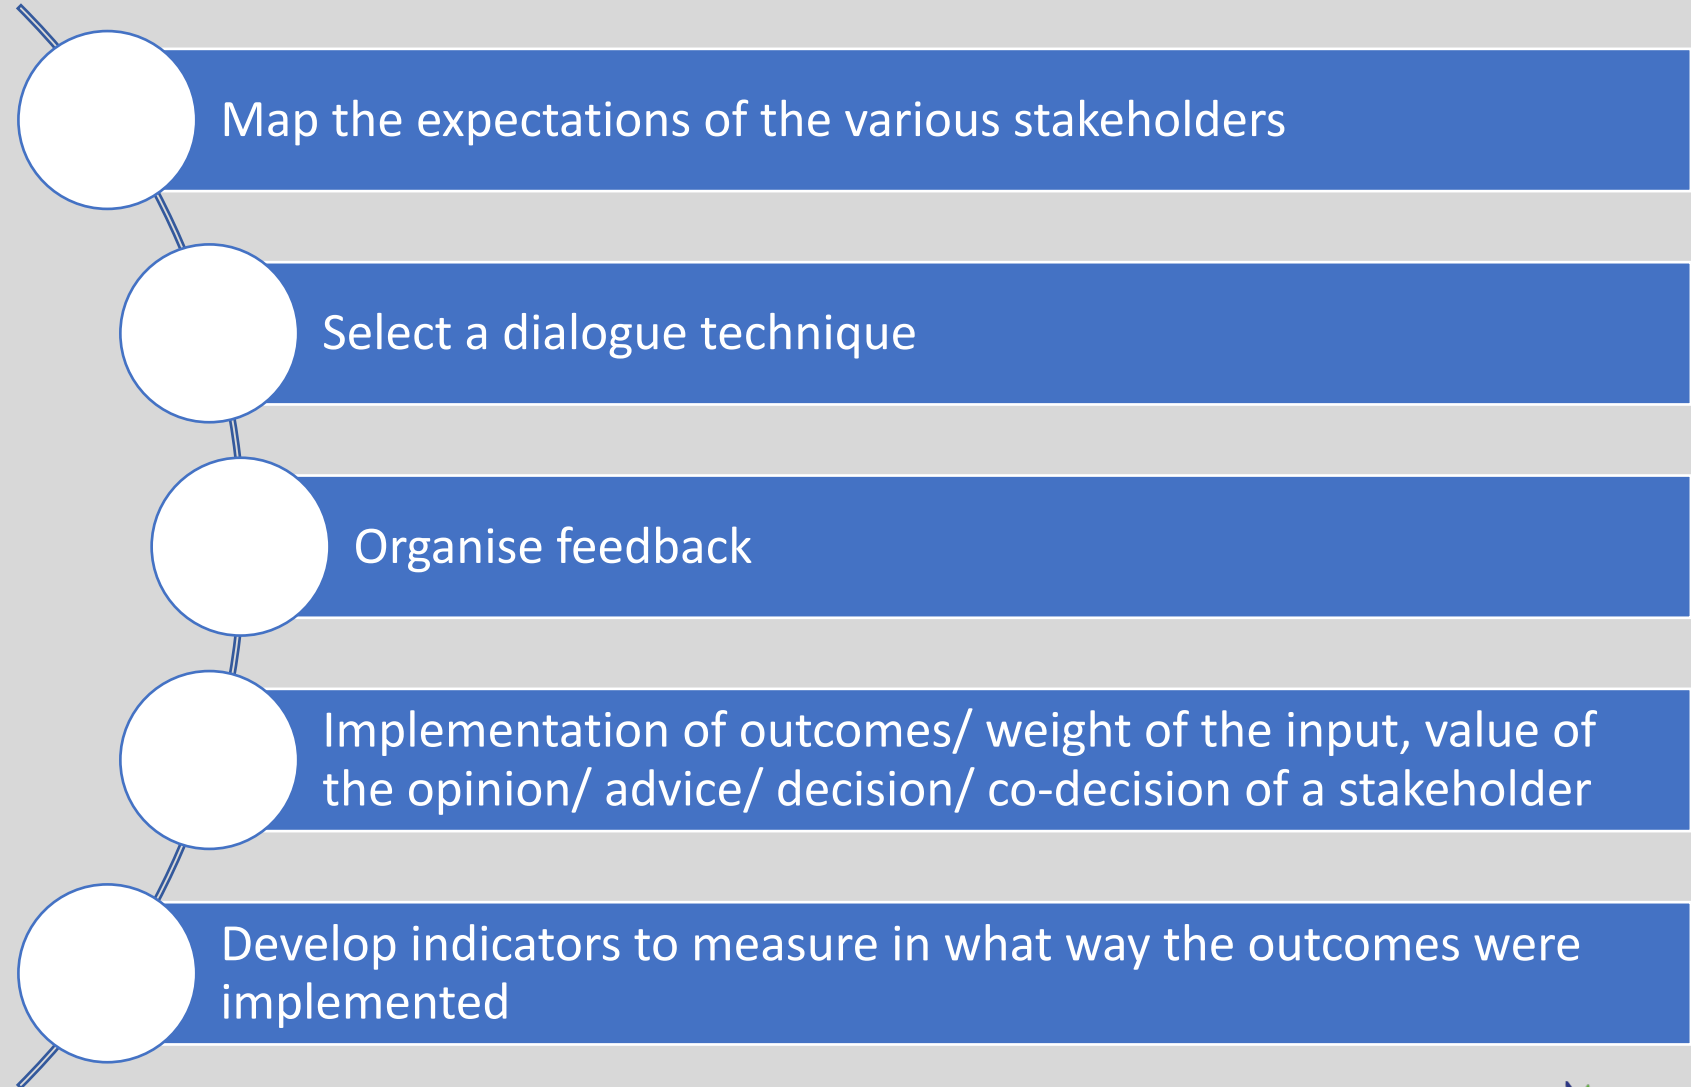 Map the expectations of the various stakeholders
Select a dialogue technique
Organise feedback
Implementation of outcomes/ weight of the input, value of
the opinion/ advice/ decision/ co-decision of a stakeholder
Develop indicators to measure in what way the outcomes were
implemented